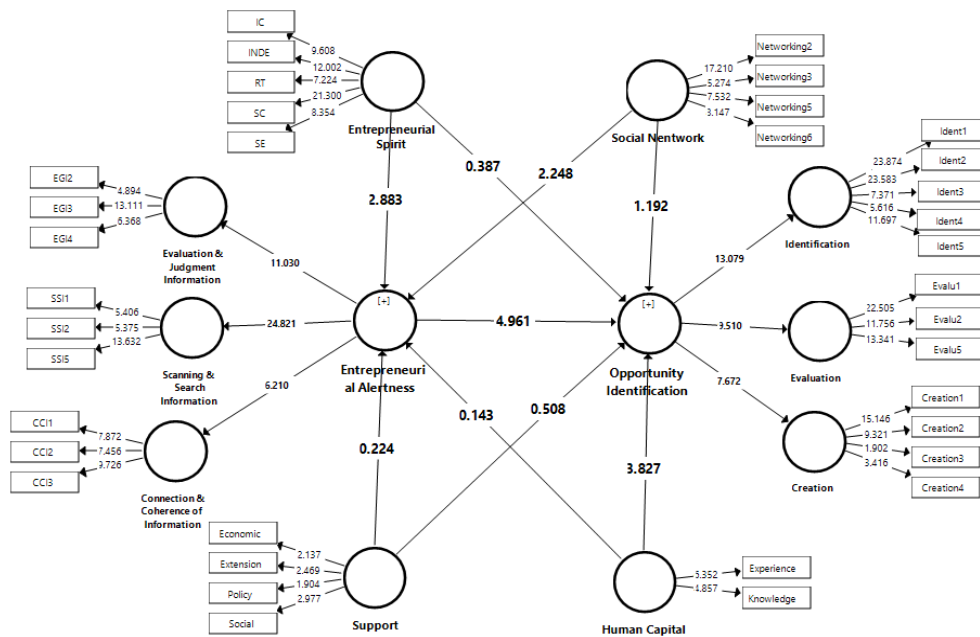 IC
INDE
RT
SC
SE
9.608
12.002
7.224
21.300
8.354
Entrepreneurial
Spirit
Networking2
Networking3
Networking5
Networking6
17.210
5.274
7.532
3.147
Social Nentwork
0.387
2.248
2.883
1.192
EGI2
EGI3
EGI4
4.894
13.111
6.368
Evaluation &
Judgment
Information
11.030
Ident1
Ident2
Ident3
Ident4
Ident5
23.874
23.583
7.371
5.616
11.697
Identification
13.079
SSI1
SSI2
SSI5
5.406
5.375
13.632
Scanning &
Search
Information
24.821
[+]
Entrepreneuri
al Alertness
4.961
[+]
Opportunity
Identification
9.510
Evalu1
Evalu2
Evalu5
22.505
11.756
13.341
Evaluation
6.210
7.672
CCI1
CCI2
CCI3
7.872
7.456
9.726
Connection &
Coherence of
Information
0.224
0.143
0.508
3.827
Creation1
Creation2
Creation3
Creation4
15.146
9.321
1.902
3.416
Creation
Economic
Extension
Policy
Social
2.137
2.469
1.904
2.977
Support
Experience
Knowledge
4.857
Human Capital